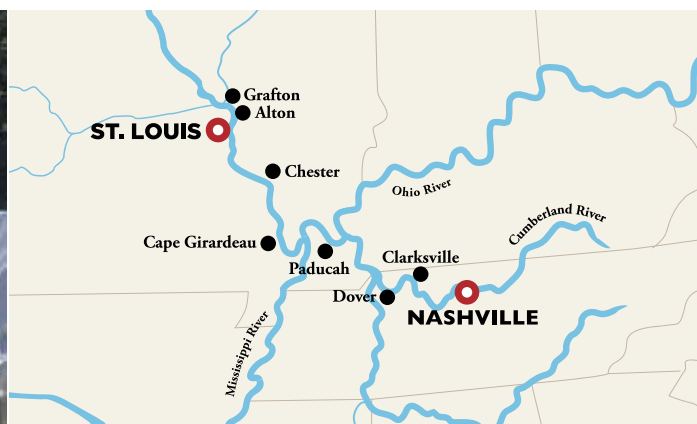 Grafton
Alton
ST. LOUIS
Chester
Ohio River
Cumberland River
Cape Girardeau
Paducah
Clarksville
Dover
NASHVILLE
Mississippi River